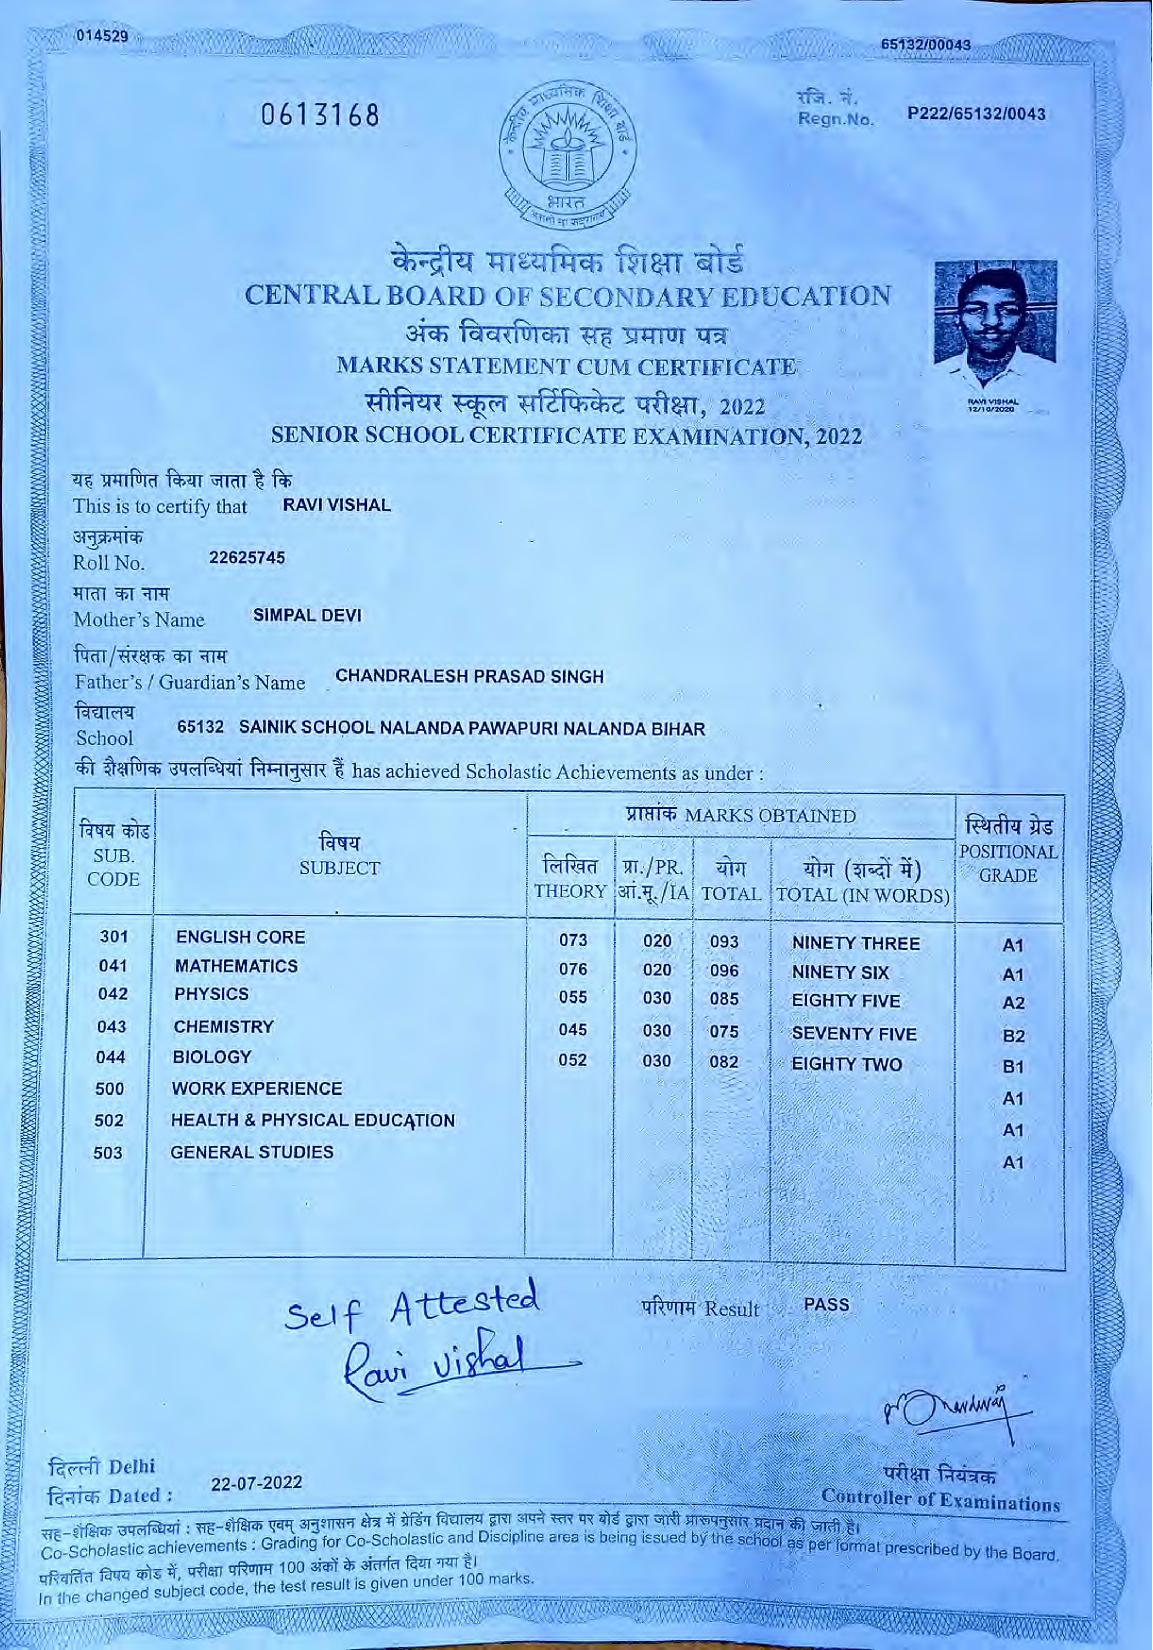 014529
65132/00043
0613168
रजि. नं.
Regn.No. P222/65132/0043
केन्द्रीय माध्यमिक शिक्षा बोर्ड
भारत
केन्द्रीय माध्यमिक शिक्षा बोर्ड
CENTRAL BOARD OF SECONDARY EDUCATION
अंक विवरणिका सह प्रमाण पत्र
MARKS STATEMENT CUM CERTIFICATE
RAVI VISHAL
12/10/2020
सीनियर स्कूल सर्टिफिकेट परीक्षा, 2022
SENIOR SCHOOL CERTIFICATE EXAMINATION, 2022
यह प्रमाणित किया जाता है कि
This is to certify that RAVI VISHAL
अनुक्रमांक
Roll No. 22625745
माता का नाम
Mother's Name SIMPAL DEVI
पिता/संरक्षक का नाम
Father's / Guardian's Name CHANDRALESH PRASAD SINGH
विद्यालय
School 65132 SAINIK SCHOOL NALANDA PAWAPURI NALANDA BIHAR
की शैक्षणिक उपलब्धियां निम्नानुसार हैं has achieved Scholastic Achievements as under :
विषय कोड
SUB.
CODE
विषय
SUBJECT
प्राप्तांक MARKS OBTAINED
लिखित
THEORY
प्रा./PR.
आं.मू./IA
योग
TOTAL
योग (शब्दों में)
TOTAL (IN WORDS)
स्थितीय ग्रेड
POSITIONAL
GRADE
301 ENGLISH CORE 073 020 093 NINETY THREE A1
041 MATHEMATICS 076 020 096 NINETY SIX A1
042 PHYSICS 055 030 085 EIGHTY FIVE A2
043 CHEMISTRY 045 030 075 SEVENTY FIVE B2
044 BIOLOGY 052 030 082 EIGHTY TWO B1
500 WORK EXPERIENCE A1
502 HEALTH & PHYSICAL EDUCATION A1
503 GENERAL STUDIES A1
Self Attested
Ravi Vishal
परिणाम Result PASS
दिल्ली Delhi
दिनांक Dated : 22-07-2022
परीक्षा नियंत्रक
Controller of Examinations
सह-शैक्षिक उपलब्धियां : सह-शैक्षिक एवम् अनुशासन क्षेत्र में ग्रेडिंग विद्यालय द्वारा अपने स्तर पर बोर्ड द्वारा जारी प्रारूपनुसार प्रदान की जाती है।
Co-Scholastic achievements : Grading for Co-Scholastic and Discipline area is being issued by the school as per format prescribed by the Board.
परिवर्तित विषय कोड में, परीक्षा परिणाम 100 अंकों के अंतर्गत दिया गया है।
In the changed subject code, the test result is given under 100 marks.